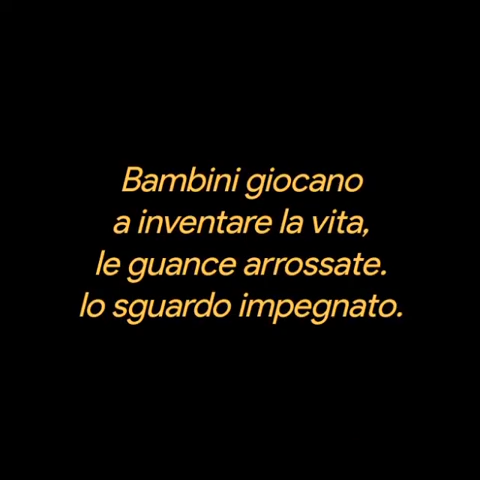 Bambini giocano
a inventare la vita,
le guance arrossate.
lo sguardo impegnato.